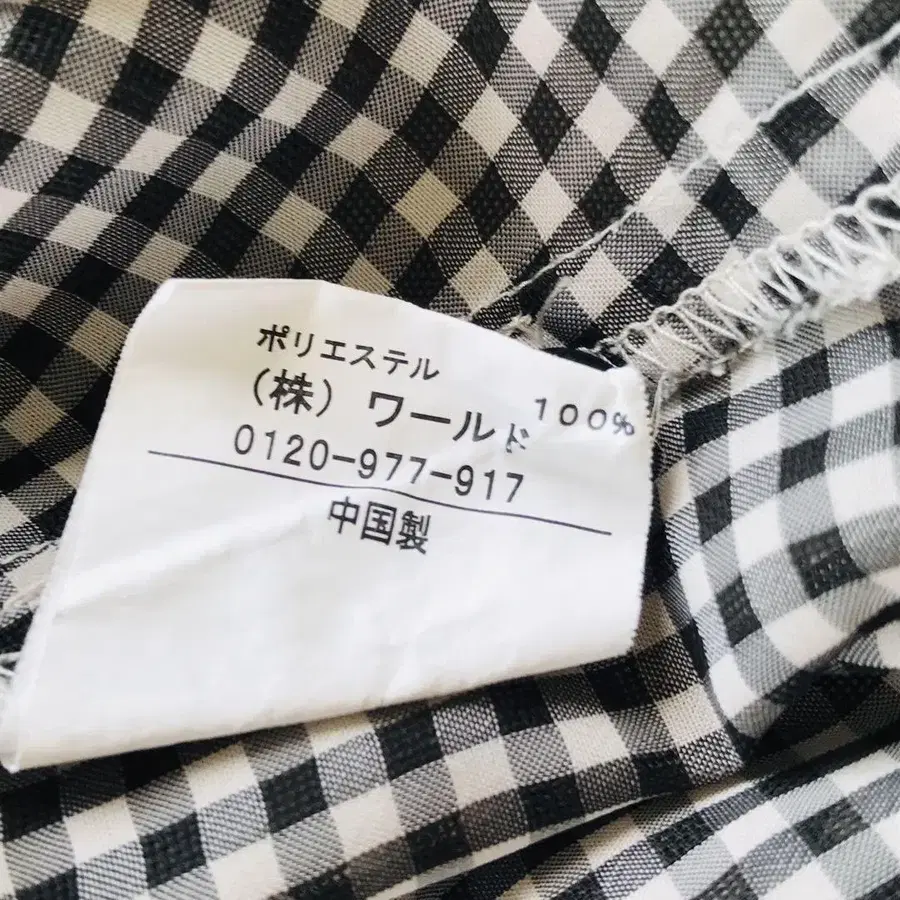 ポリエステル 100%
(株) ワールド
0120-977-917
中国製